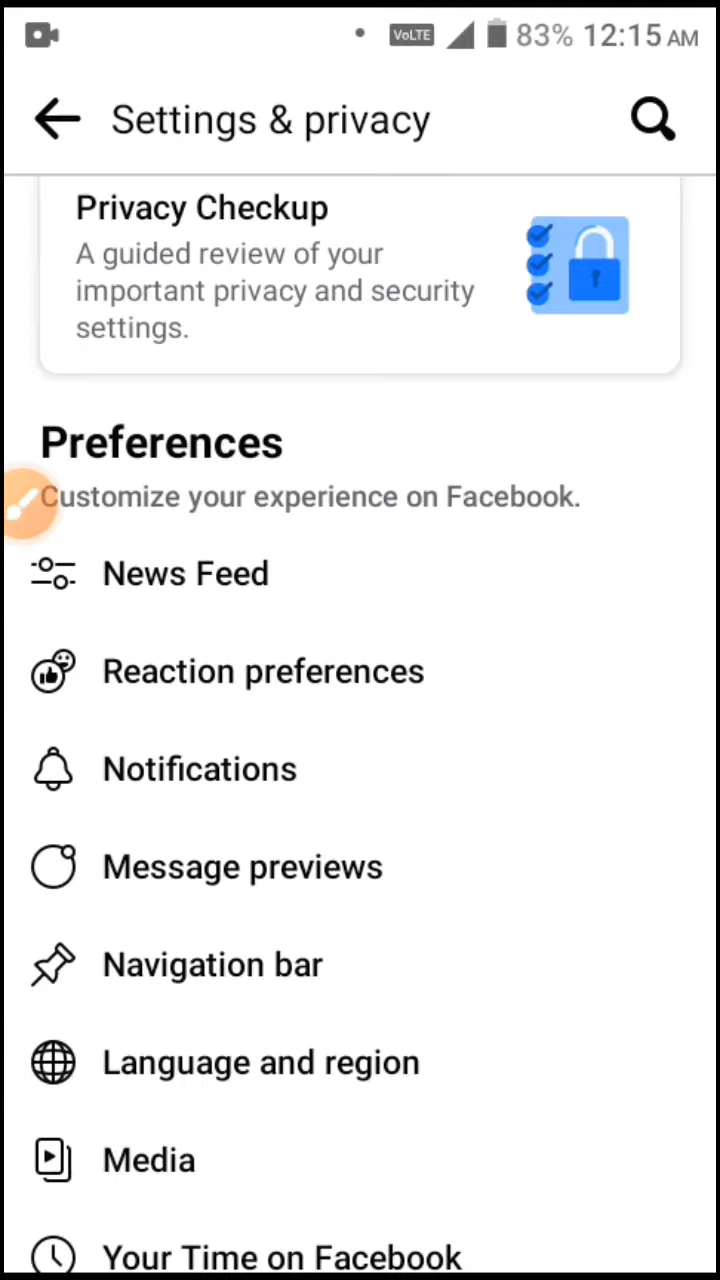 VoLTE 83% 12:15 AM
Settings & privacy
Privacy Checkup
A guided review of your
important privacy and security
settings.
Preferences
Customize your experience on Facebook.
News Feed
Reaction preferences
Notifications
Message previews
Navigation bar
Language and region
Media
Your Time on Facebook